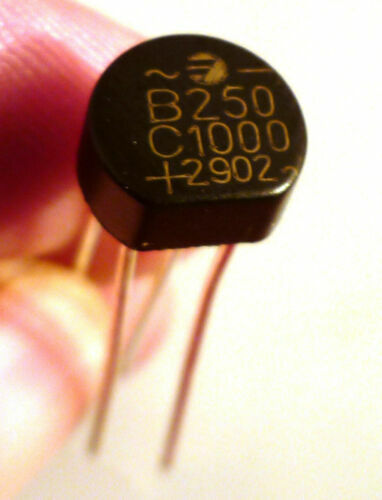 ~ —
B250
C1000
+2902 ~